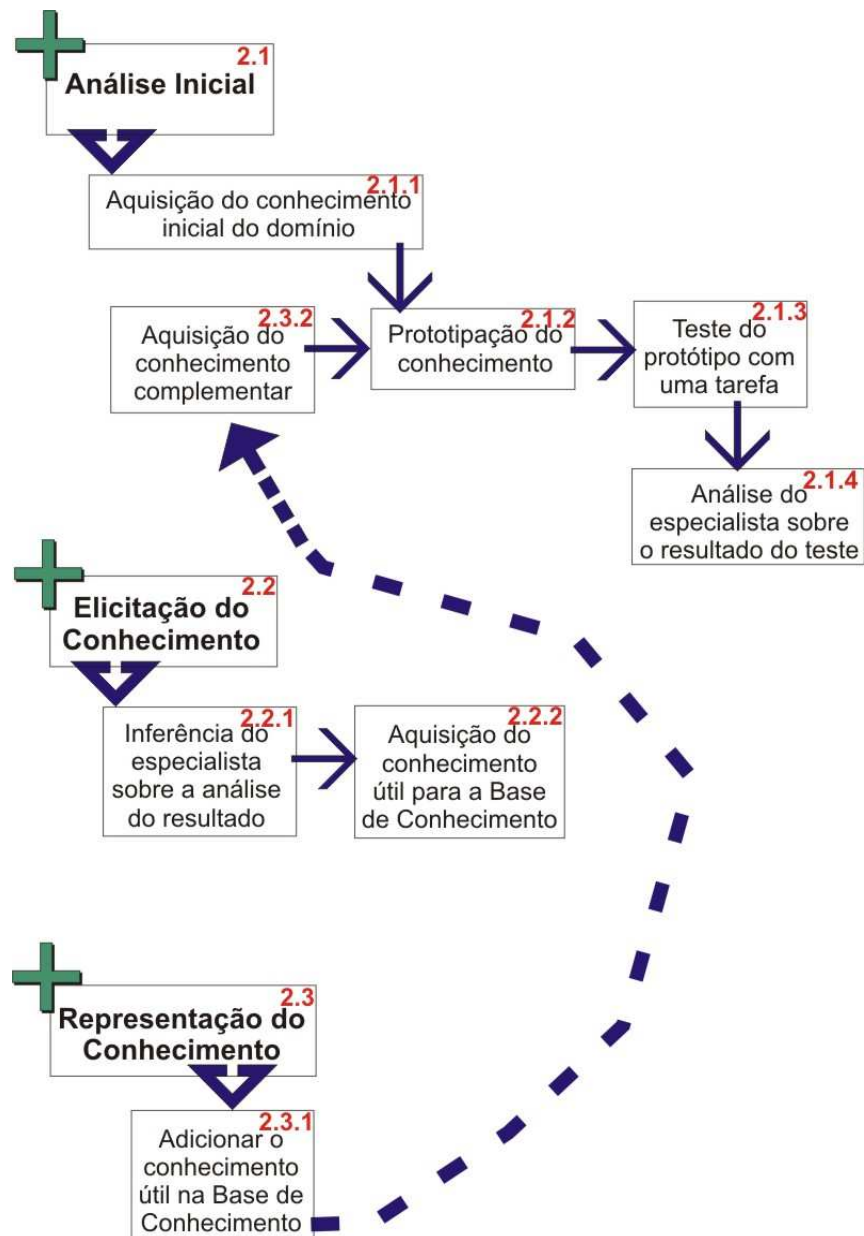 2.1
Análise Inicial
2.1.1
Aquisição do conhecimento
inicial do domínio
2.3.2
Aquisição do
conhecimento
complementar
2.1.2
Prototipação do
conhecimento
2.1.3
Teste do
protótipo com
uma tarefa
2.1.4
Análise do
especialista sobre
o resultado do teste
2.2
Elicitação do
Conhecimento
2.2.1
Inferência do
especialista
sobre a análise
do resultado
2.2.2
Aquisição do
conhecimento
útil para a Base
de Conhecimento
2.3
Representação do
Conhecimento
2.3.1
Adicionar o
conhecimento
útil na Base de
Conhecimento